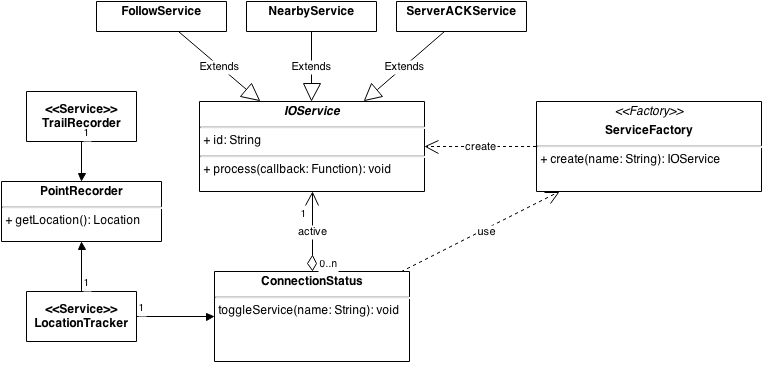 FollowService
NearbyService
ServerACKService
Extends
Extends
Extends
<<Service>>
TrailRecorder
1
IOService
+ id: String
+ process(callback: Function): void
<<Factory>>
ServiceFactory
+ create(name: String): IOService
create
PointRecorder
+ getLocation(): Location
1
active
use
0..n
1
<<Service>>
LocationTracker
1
ConnectionStatus
toggleService(name: String): void